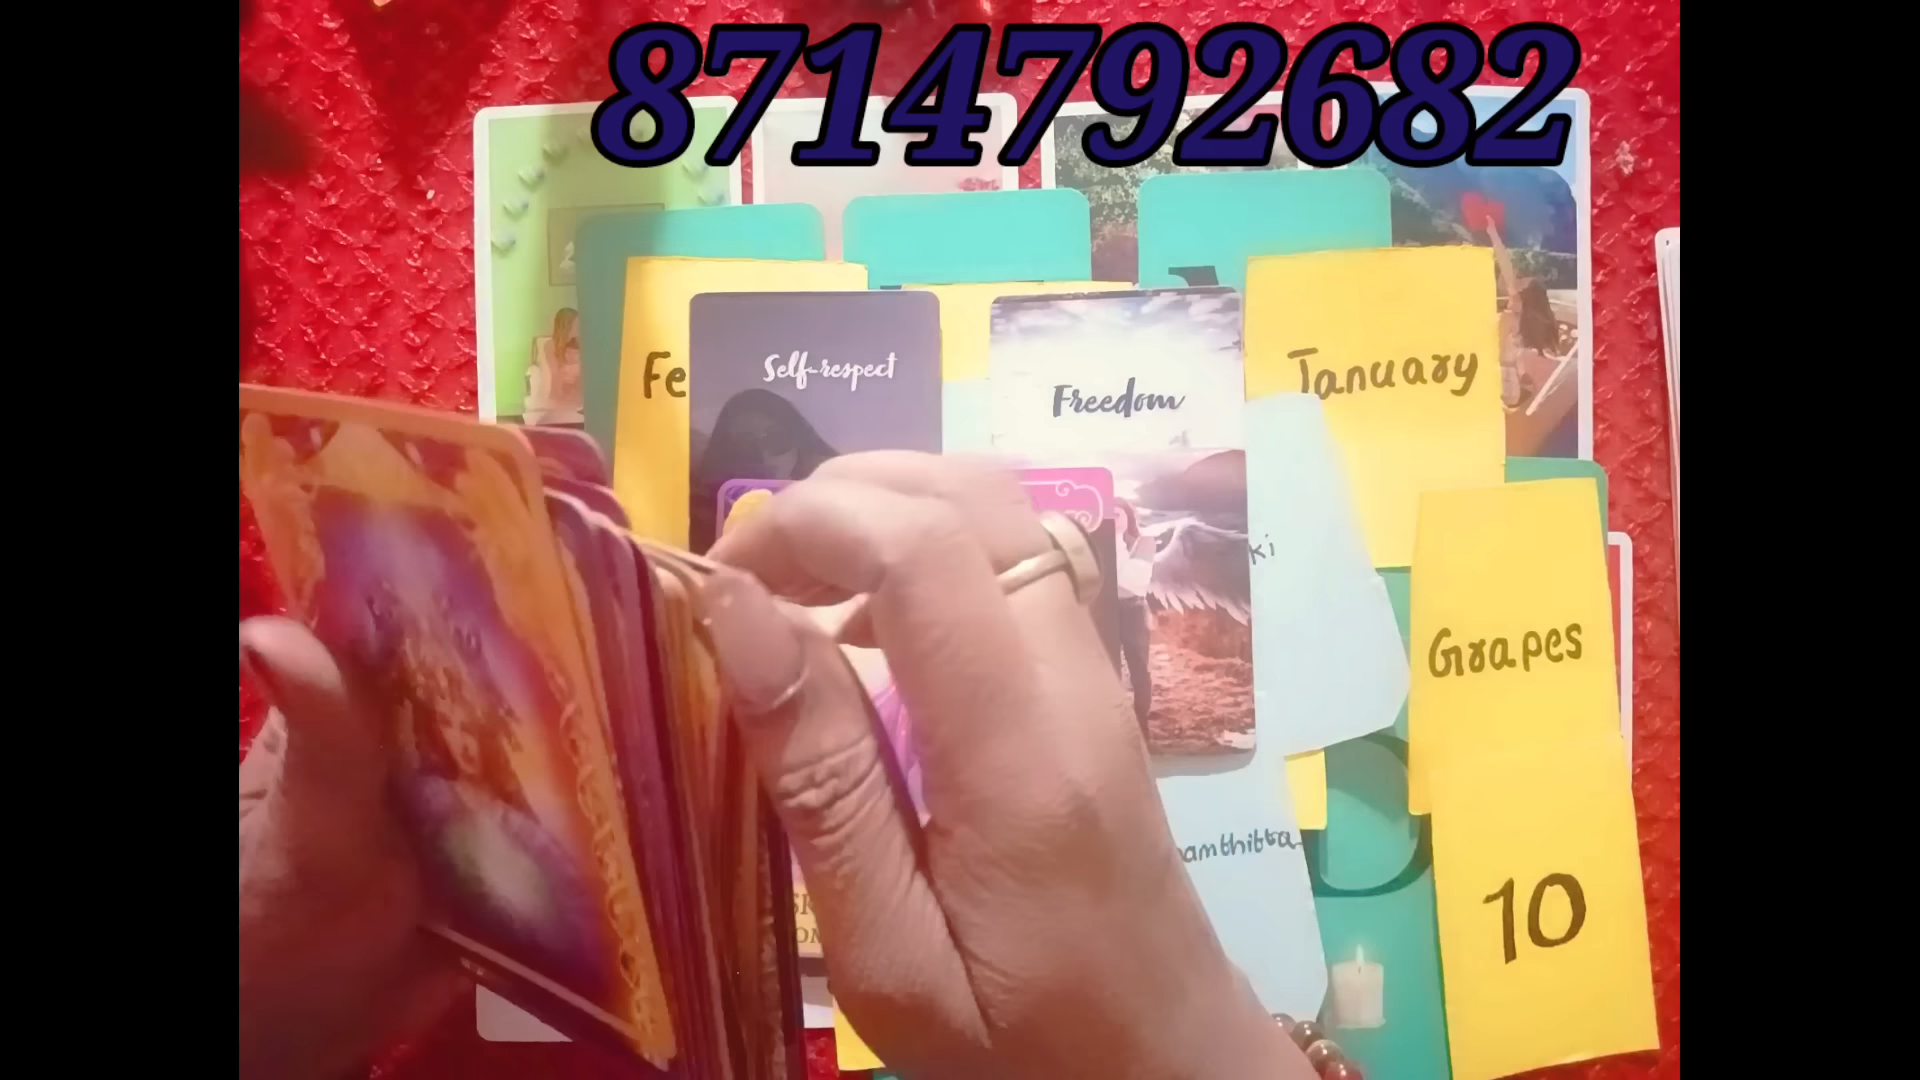 8714792682
Self-respect
Freedom
January
Fe
ki
Grapes
amthitta
10